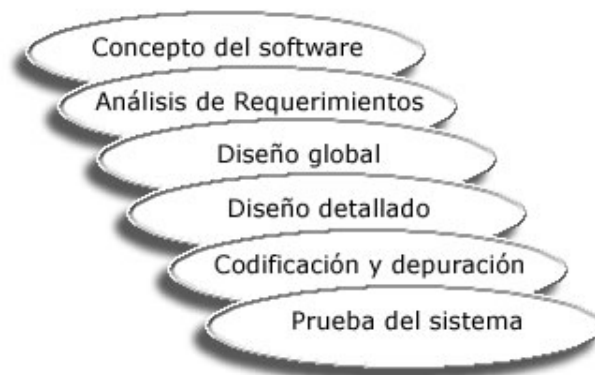 Concepto del software
Análisis de Requerimientos
Diseño global
Diseño detallado
Codificación y depuración
Prueba del sistema